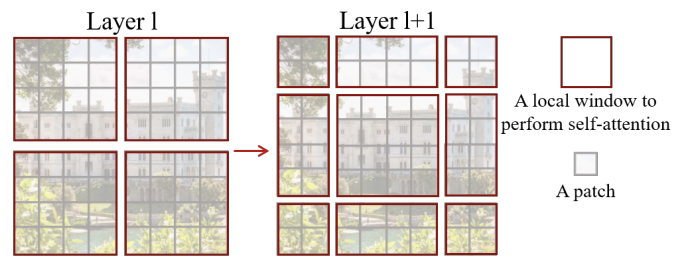 Layer l
Layer l+1
A local window to
perform self-attention
A patch